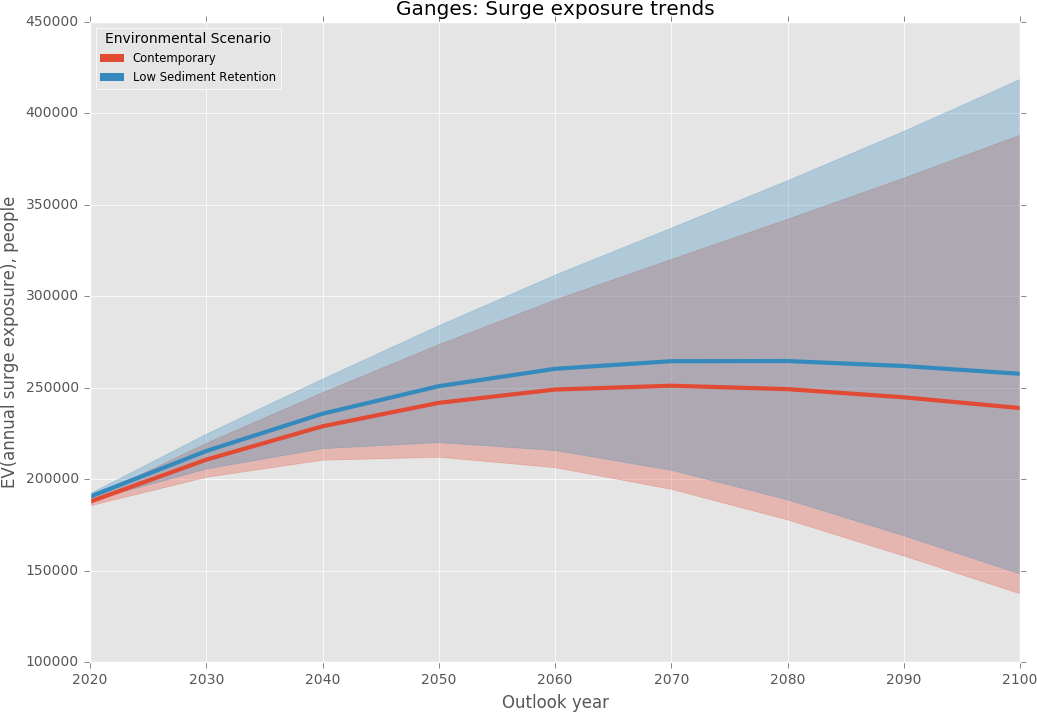 Ganges: Surge exposure trends
Environmental Scenario
Contemporary
Low Sediment Retention
EV(annual surge exposure), people
450000
400000
350000
300000
250000
200000
150000
100000
2020 2030 2040 2050 2060 2070 2080 2090 2100
Outlook year